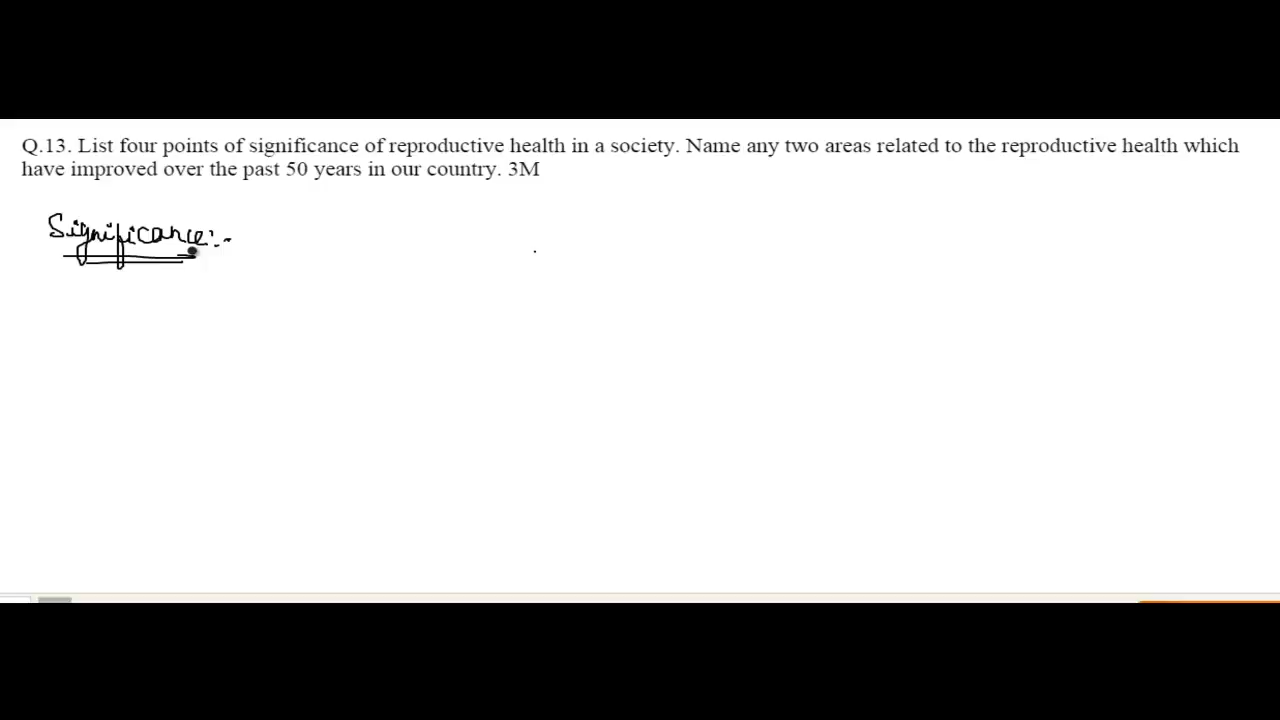 Q.13. List four points of significance of reproductive health in a society. Name any two areas related to the reproductive health which
have improved over the past 50 years in our country. 3M
Significance:-